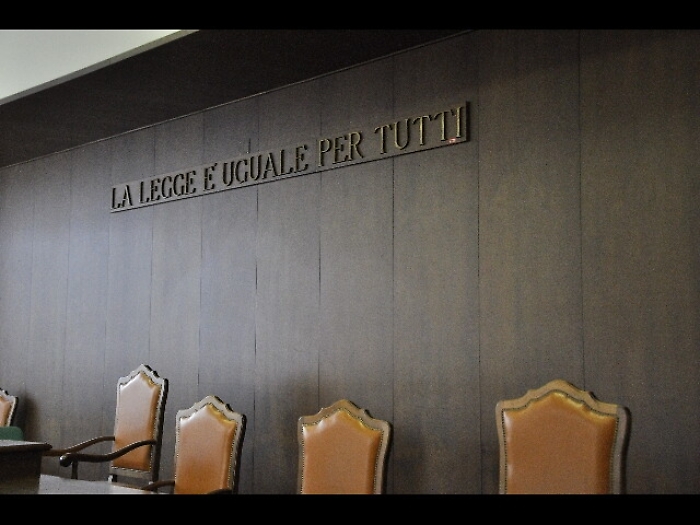 LA LEGGE E' UGUALE PER TUTTI